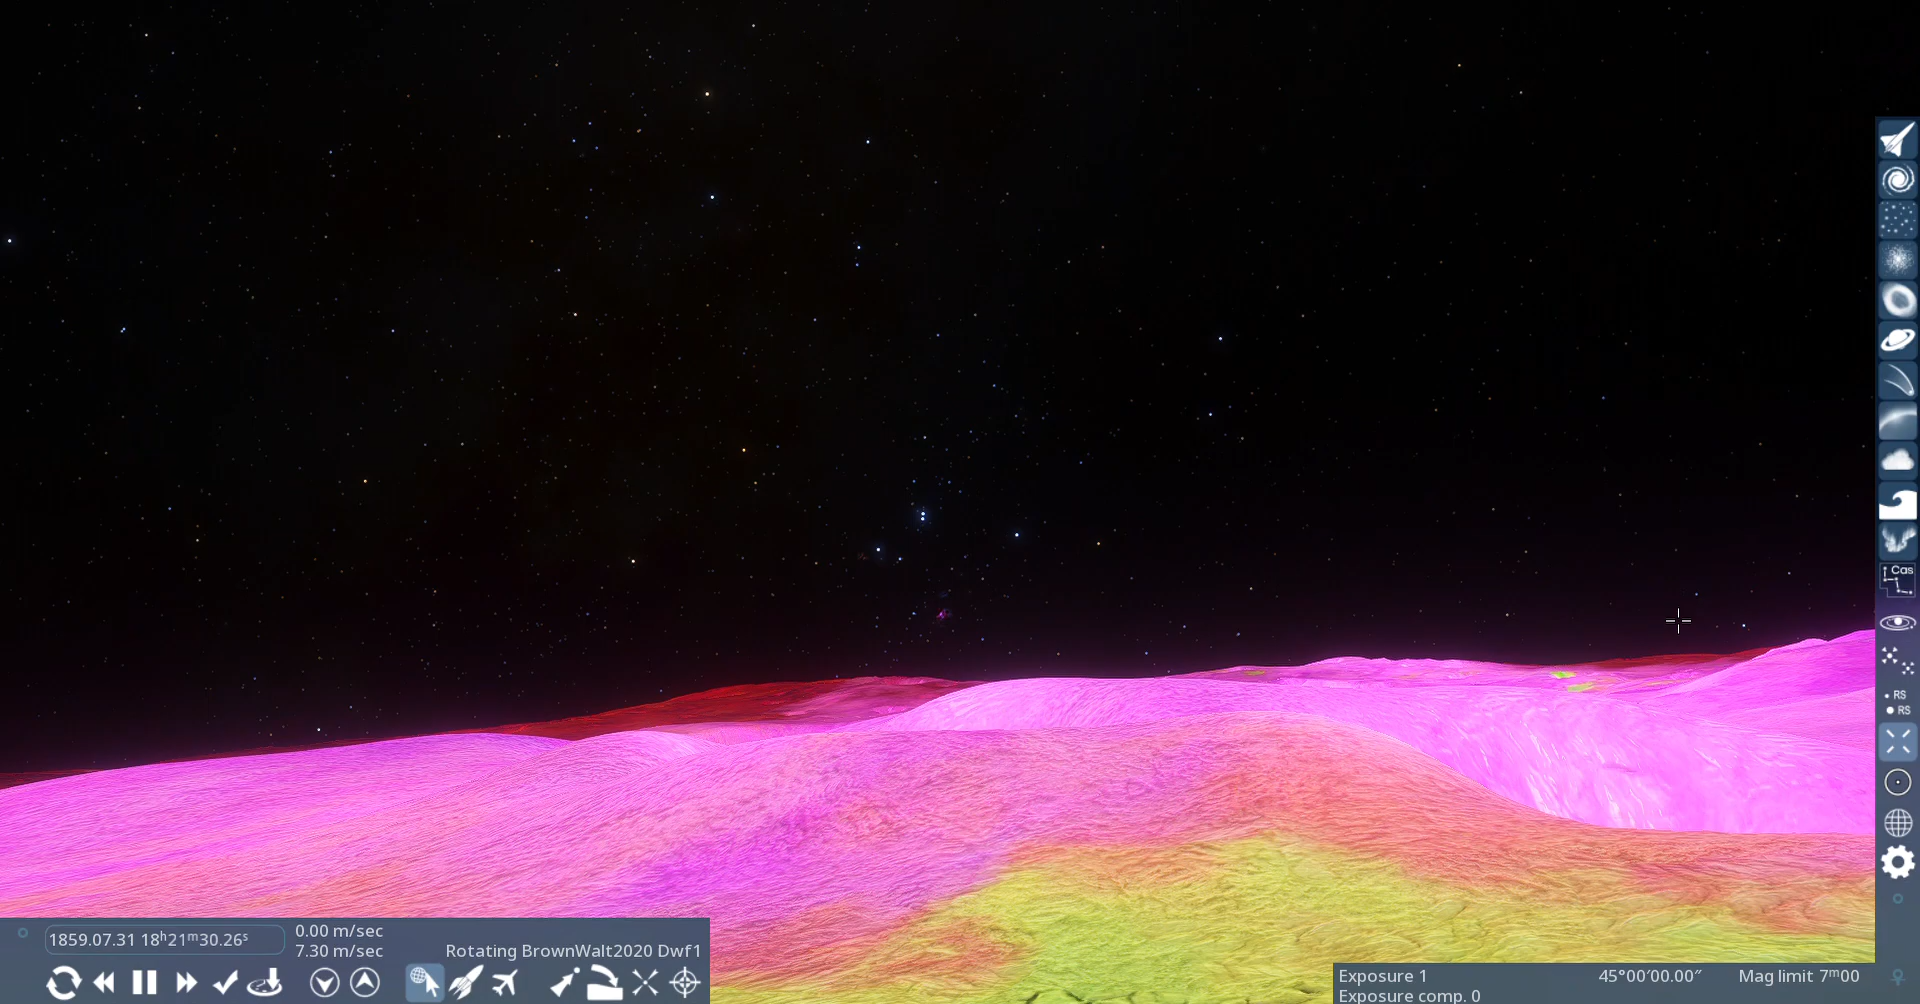 Cas
RS
RS
1859.07.31 18ʰ21ᵐ30.26ˢ
0.00 m/sec
7.30 m/sec
Rotating BrownWalt2020 Dwf1
Exposure 1
45°00′00.00″
Mag limit 7ᵐ00
Exposure comp. 0